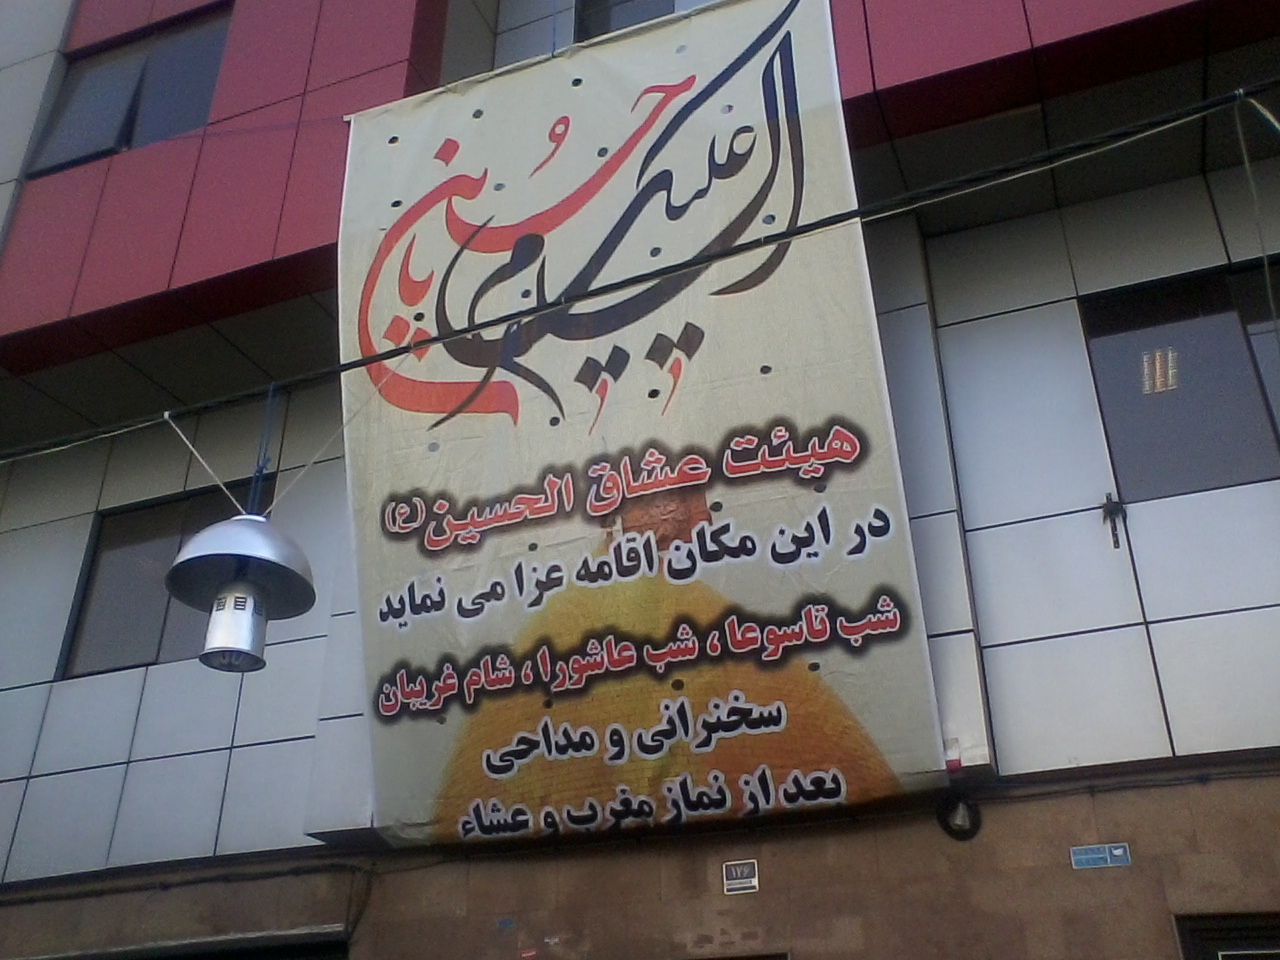 السلام علیک یا حسین
هیئت عشاق الحسین (ع)
در این مکان اقامه عزا می نماید
شب تاسوعا ، شب عاشورا ، شام غریبان
سخنرانی و مداحی
بعد از نماز مغرب و عشاء
۱۷۶